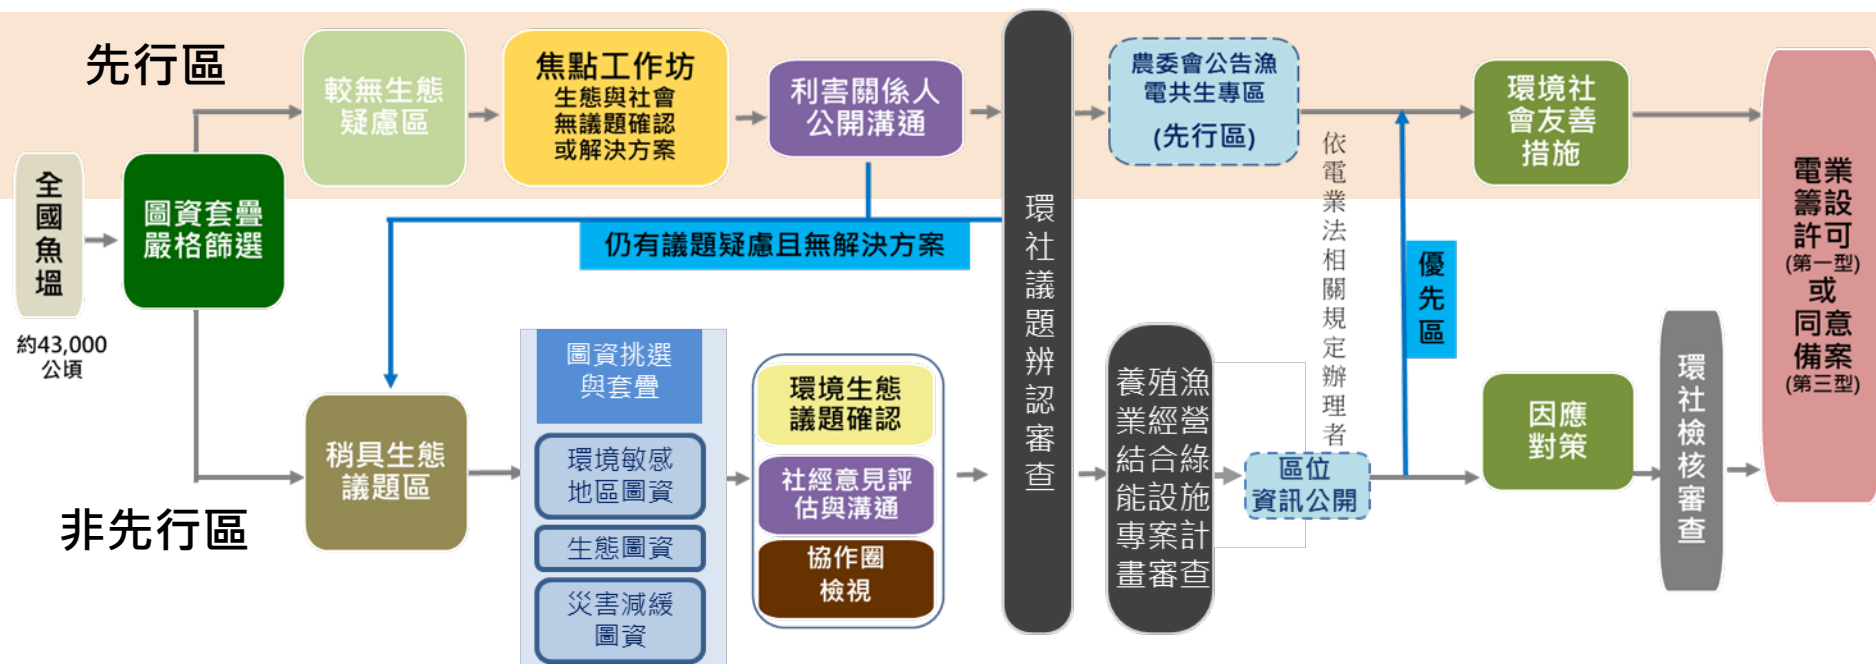 先行區
非先行區
全
國
魚
塭
約43,000
公頃
圖資套疊
嚴格篩選
較無生態
疑慮區
焦點工作坊
生態與社會
無議題確認
或解決方案
利害關係人
公開溝通
仍有議題疑慮且無解決方案
稍具生態
議題區
圖資挑選
與套疊
環境敏感
地區圖資
生態圖資
災害減緩
圖資
環境生態
議題確認
社經意見評
估與溝通
協作圈
檢視
環
社
議
題
辨
認
審
查
農委會公告漁
電共生專區
(先行區)
養殖漁
業經營
結合綠
能設施
專案計
畫審查
依
電
業
法
相
關
規
定
辦
理
者
區位
資訊公開
優
先
區
環境社
會友善
措施
因應
對策
環
社
檢
核
審
查
電業
籌設
許可
(第一型)
或
同意
備案
(第三型)